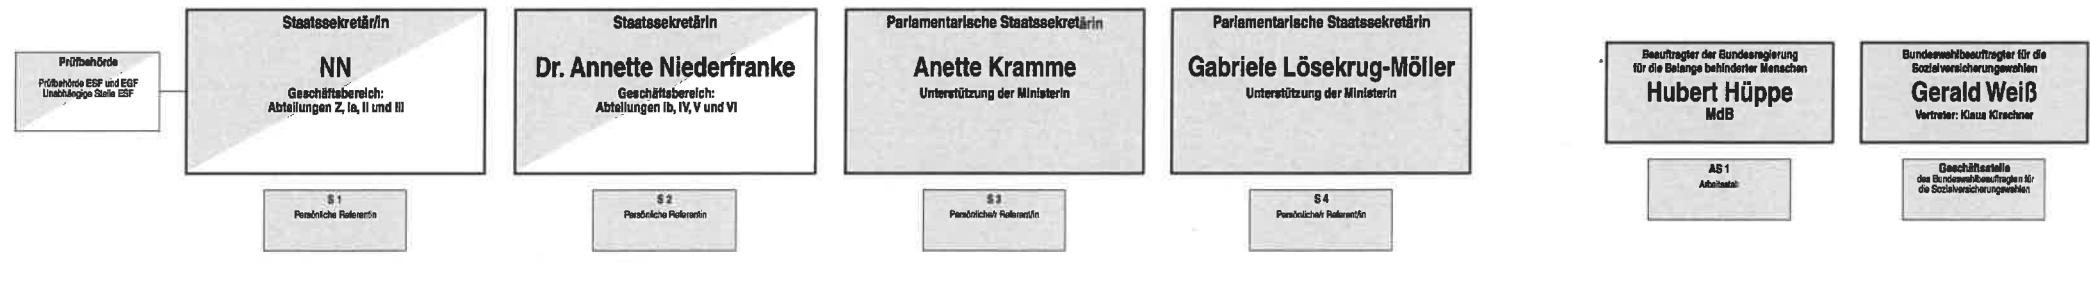 Prüfbehörde
Prüfbehörde ESF und EGF
Unabhängige Stelle ESF
Staatssekretär/in
NN
Geschäftsbereich:
Abteilungen Z, Ia, II und III
S 1
Persönliche Referentin
Staatssekretärin
Dr. Annette Niederfranke
Geschäftsbereich:
Abteilungen Ib, IV, V und VI
S 2
Persönliche Referentin
Parlamentarische Staatssekretärin
Anette Kramme
Unterstützung der Ministerin
S 3
Persönliche/r Referent/in
Parlamentarische Staatssekretärin
Gabriele Lösekrug-Möller
Unterstützung der Ministerin
S 4
Persönliche/r Referent/in
Beauftragter der Bundesregierung
für die Belange behinderter Menschen
Hubert Hüppe
MdB
AS 1
Arbeitsstab
Bundeswahlbeauftragter für die
Sozialversicherungswahlen
Gerald Weiß
Vertreter: Klaus Kirschner
Geschäftsstelle
des Bundeswahlbeauftragten für
die Sozialversicherungswahlen